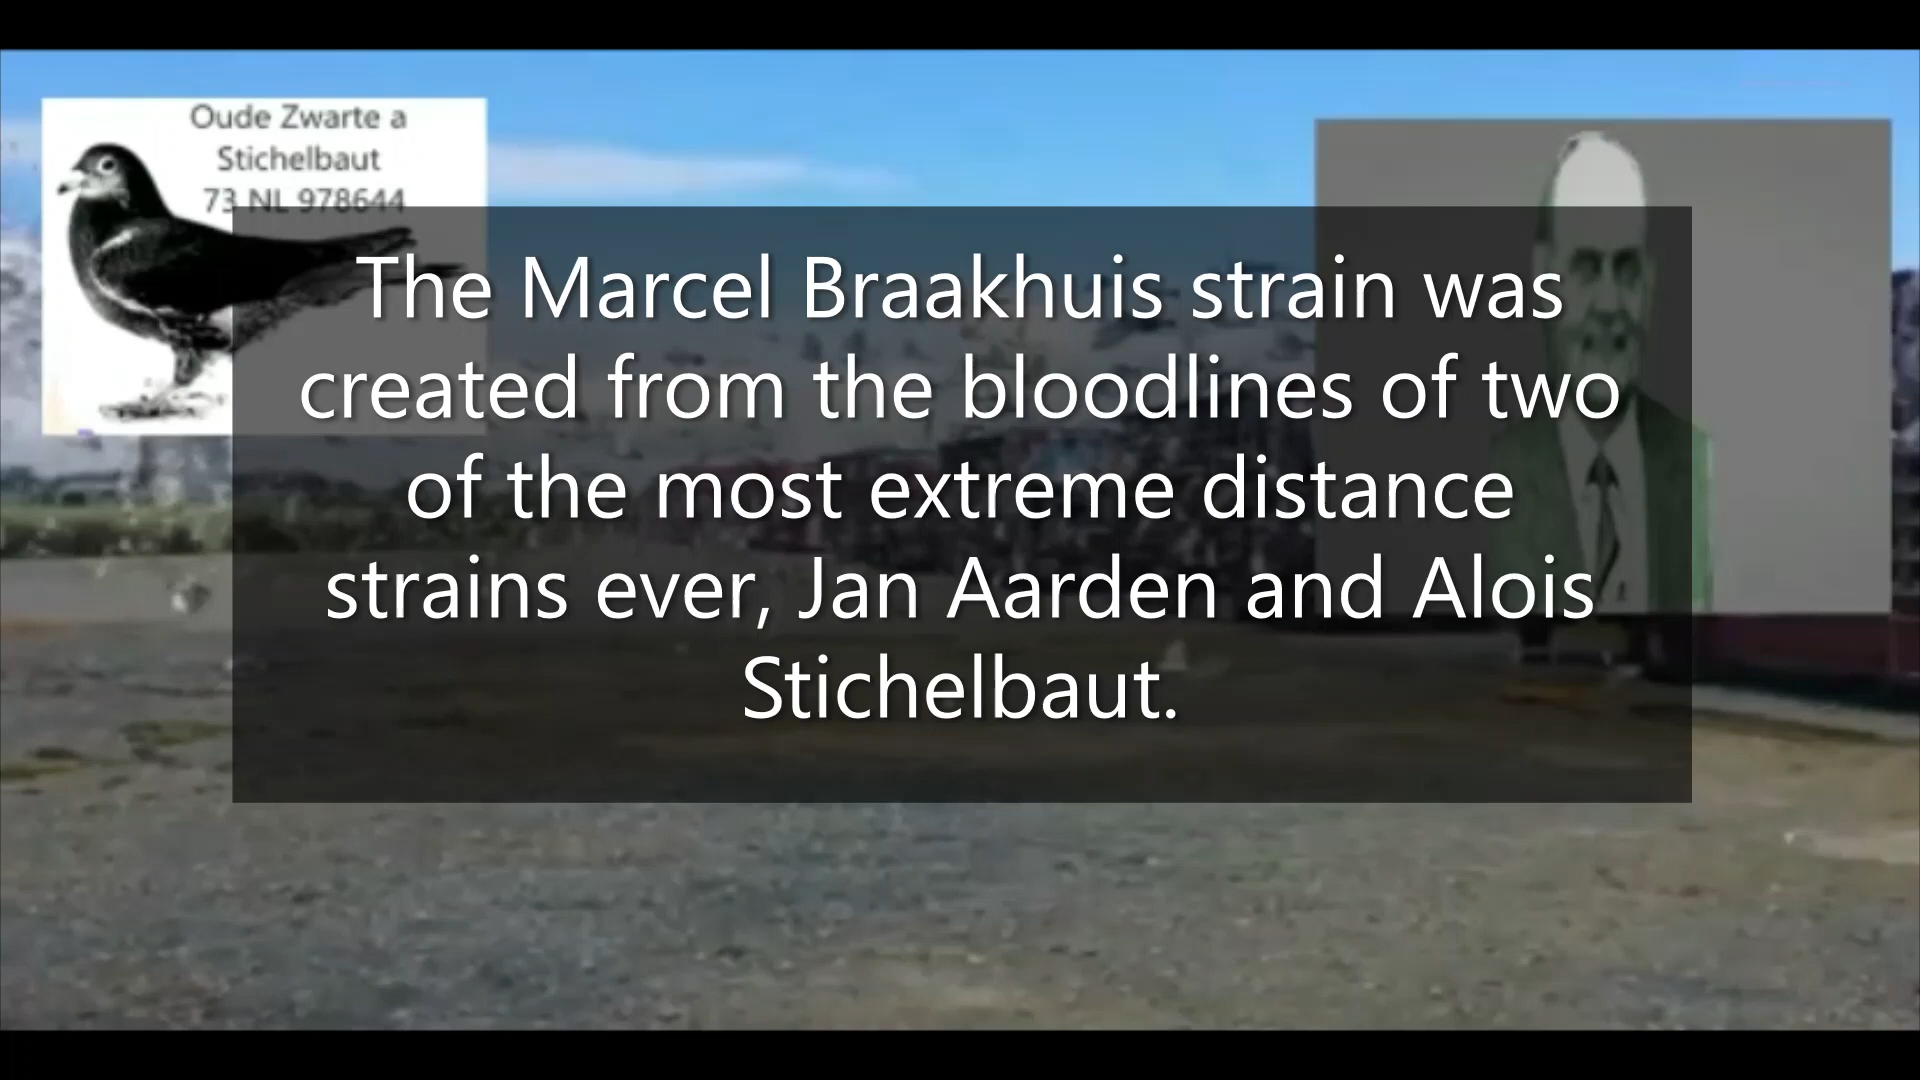 Oude Zwarte a
Stichelbaut
73 NL 978644
The Marcel Braakhuis strain was
created from the bloodlines of two
of the most extreme distance
strains ever, Jan Aarden and Alois
Stichelbaut.